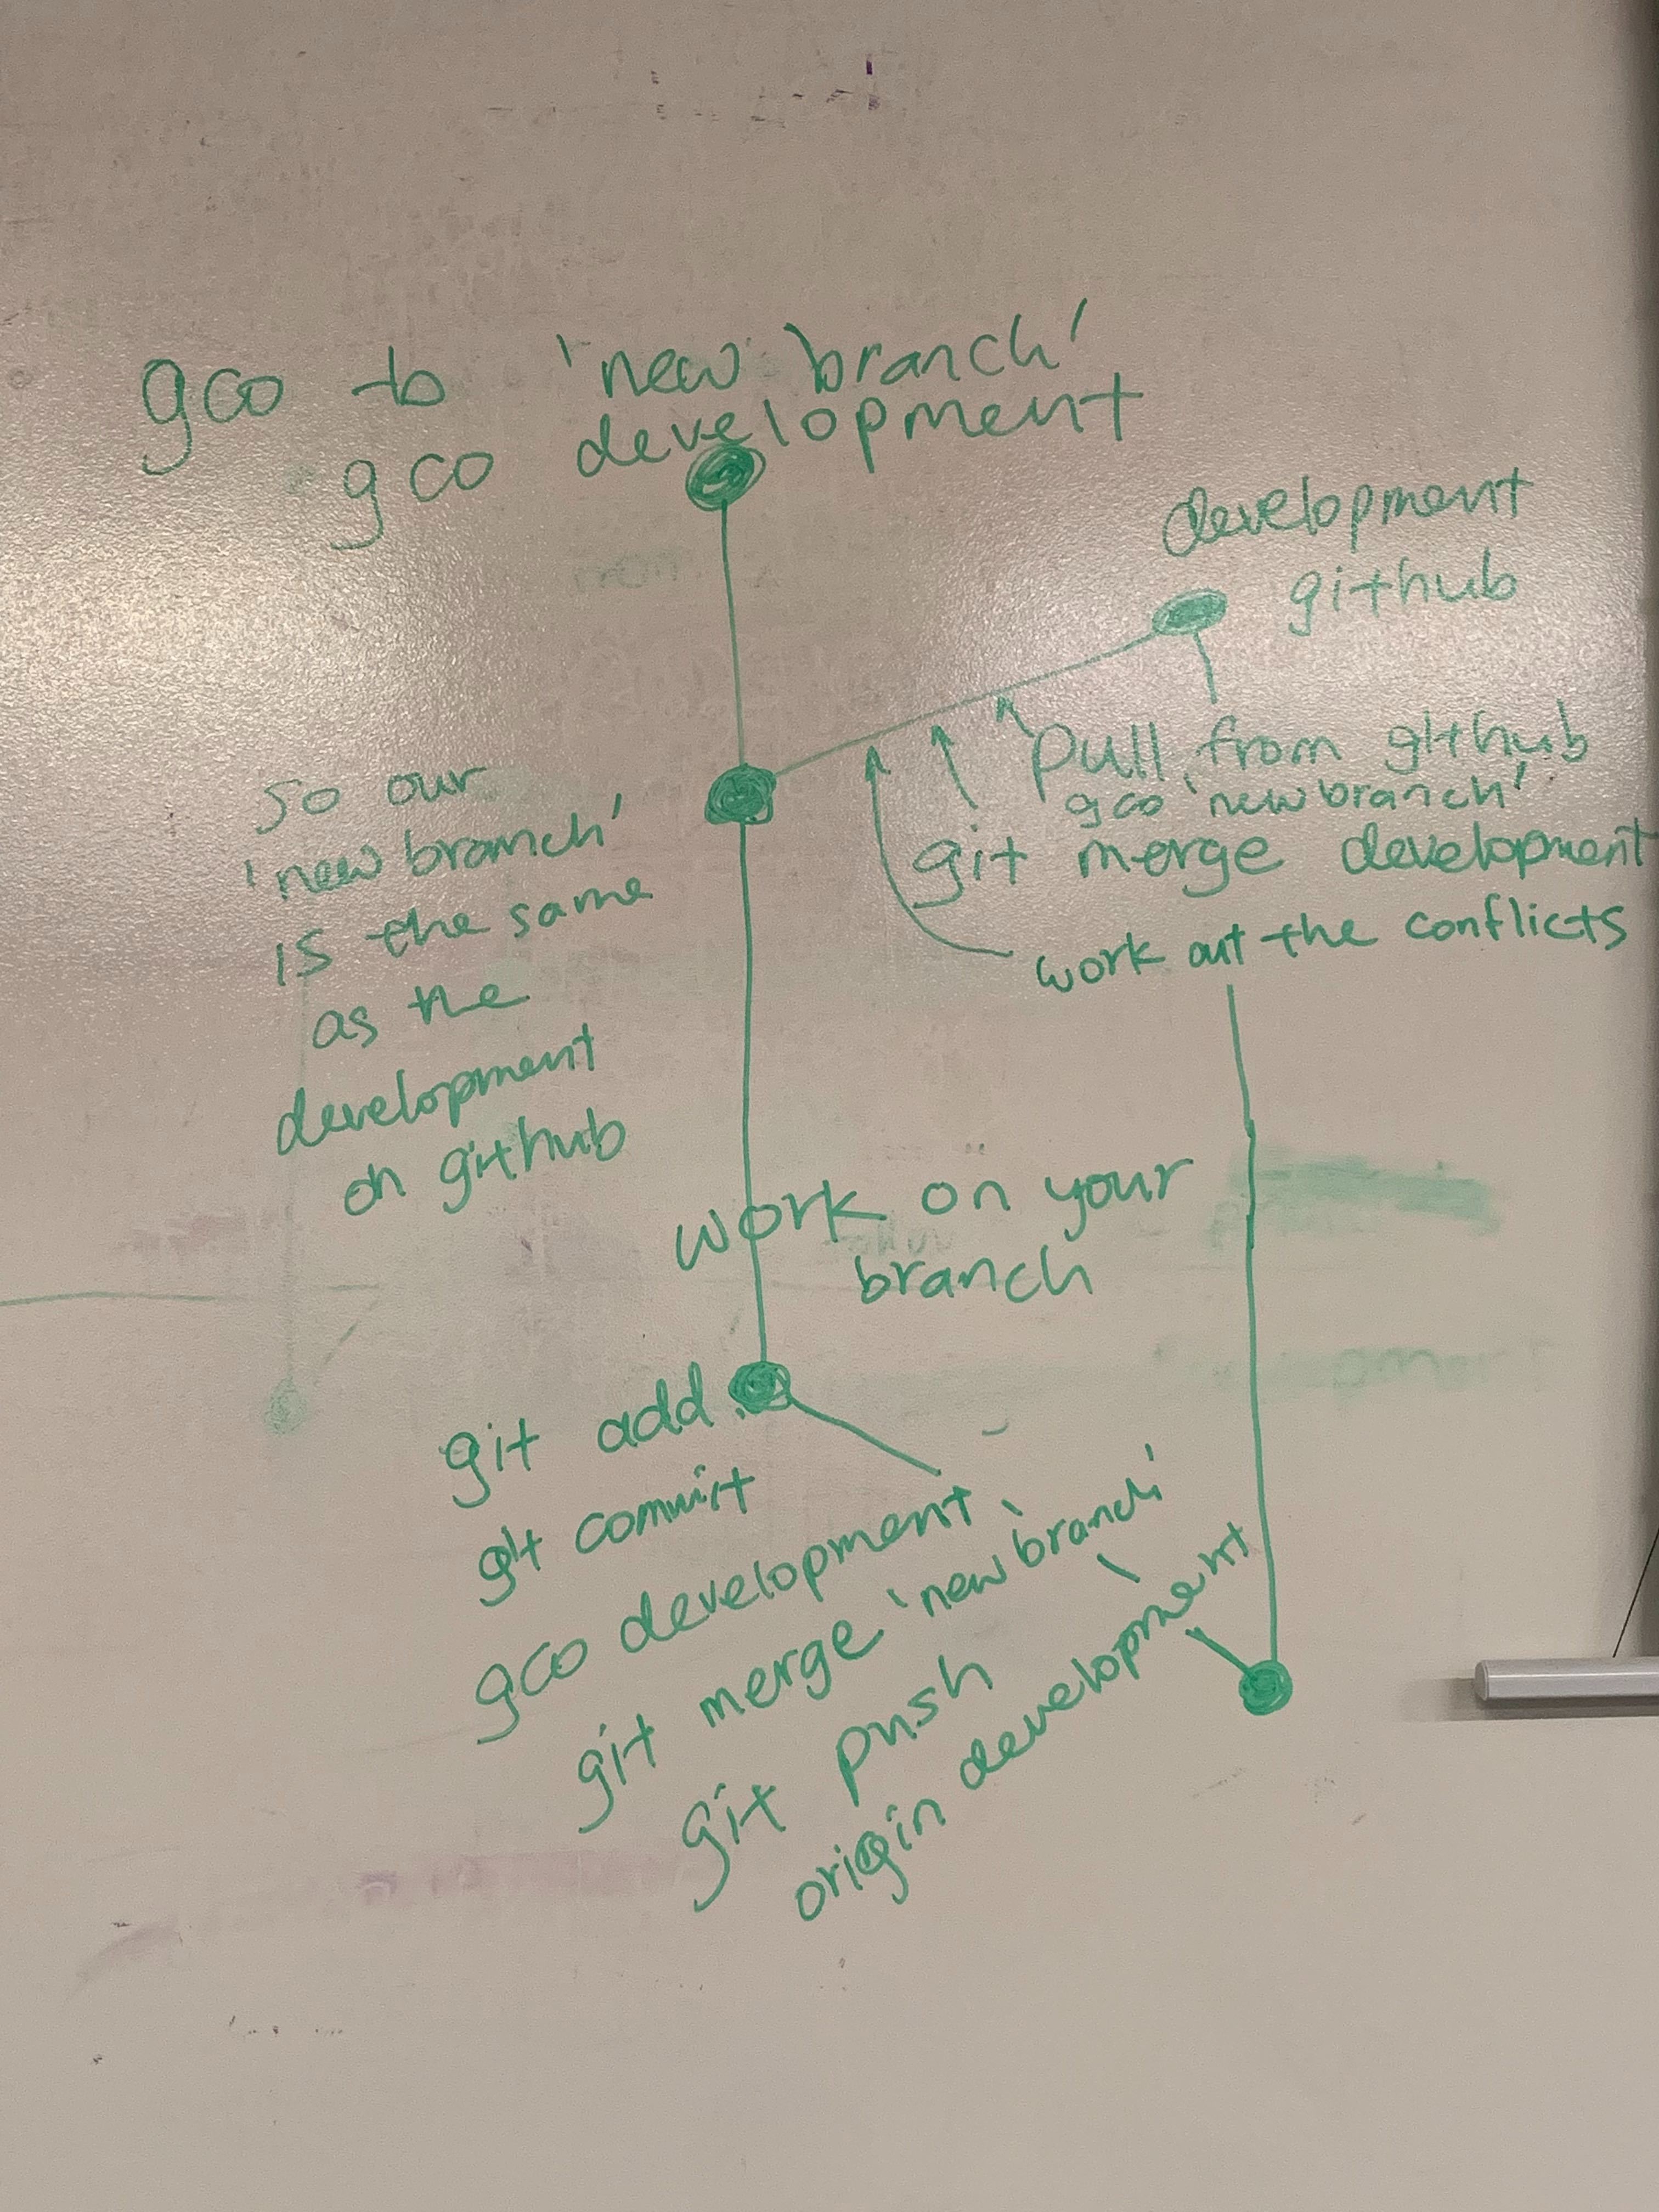 gco -b 'new branch'
gco development
development
github
pull from github
gco 'new branch'
git merge development
work out the conflicts
so our
'new branch'
is the same
as the
development
on github
work on your
branch
git add .
git commit
gco development
git merge 'new branch'
git push
origin development